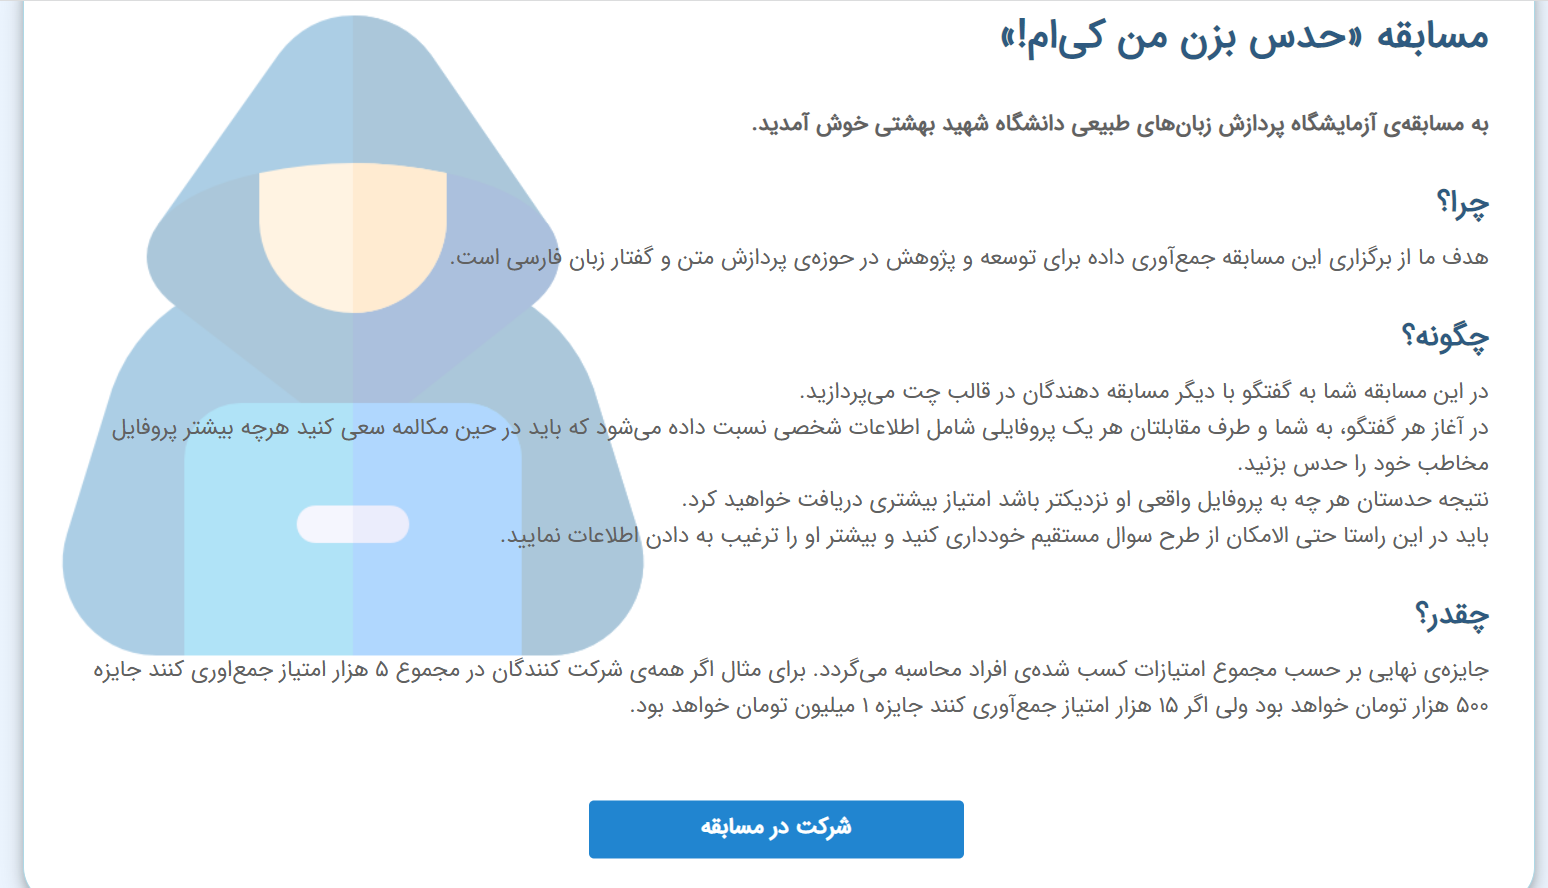 مسابقه «حدس بزن من کی‌ام!»
به مسابقه‌ی آزمایشگاه پردازش زبان‌های طبیعی دانشگاه شهید بهشتی خوش آمدید.
چرا؟
هدف ما از برگزاری این مسابقه جمع‌آوری داده برای توسعه و پژوهش در حوزه‌ی پردازش متن و گفتار زبان فارسی است.
چگونه؟
در این مسابقه شما به گفتگو با دیگر مسابقه دهندگان در قالب چت می‌پردازید.
در آغاز هر گفتگو، به شما و طرف مقابلتان هر یک پروفایلی شامل اطلاعات شخصی نسبت داده می‌شود که باید در حین مکالمه سعی کنید هرچه بیشتر پروفایل
مخاطب خود را حدس بزنید.
نتیجه حدستان هر چه به پروفایل واقعی او نزدیکتر باشد امتیاز بیشتری دریافت خواهید کرد.
باید در این راستا حتی الامکان از طرح سوال مستقیم خودداری کنید و بیشتر او را ترغیب به دادن اطلاعات نمایید.
چقدر؟
جایزه‌ی نهایی بر حسب مجموع امتیازات کسب شده‌ی افراد محاسبه می‌گردد. برای مثال اگر همه‌ی شرکت کنندگان در مجموع ۵ هزار امتیاز جمع‌اوری کنند جایزه
۵۰۰ هزار تومان خواهد بود ولی اگر ۱۵ هزار امتیاز جمع‌آوری کنند جایزه ۱ میلیون تومان خواهد بود.
شرکت در مسابقه